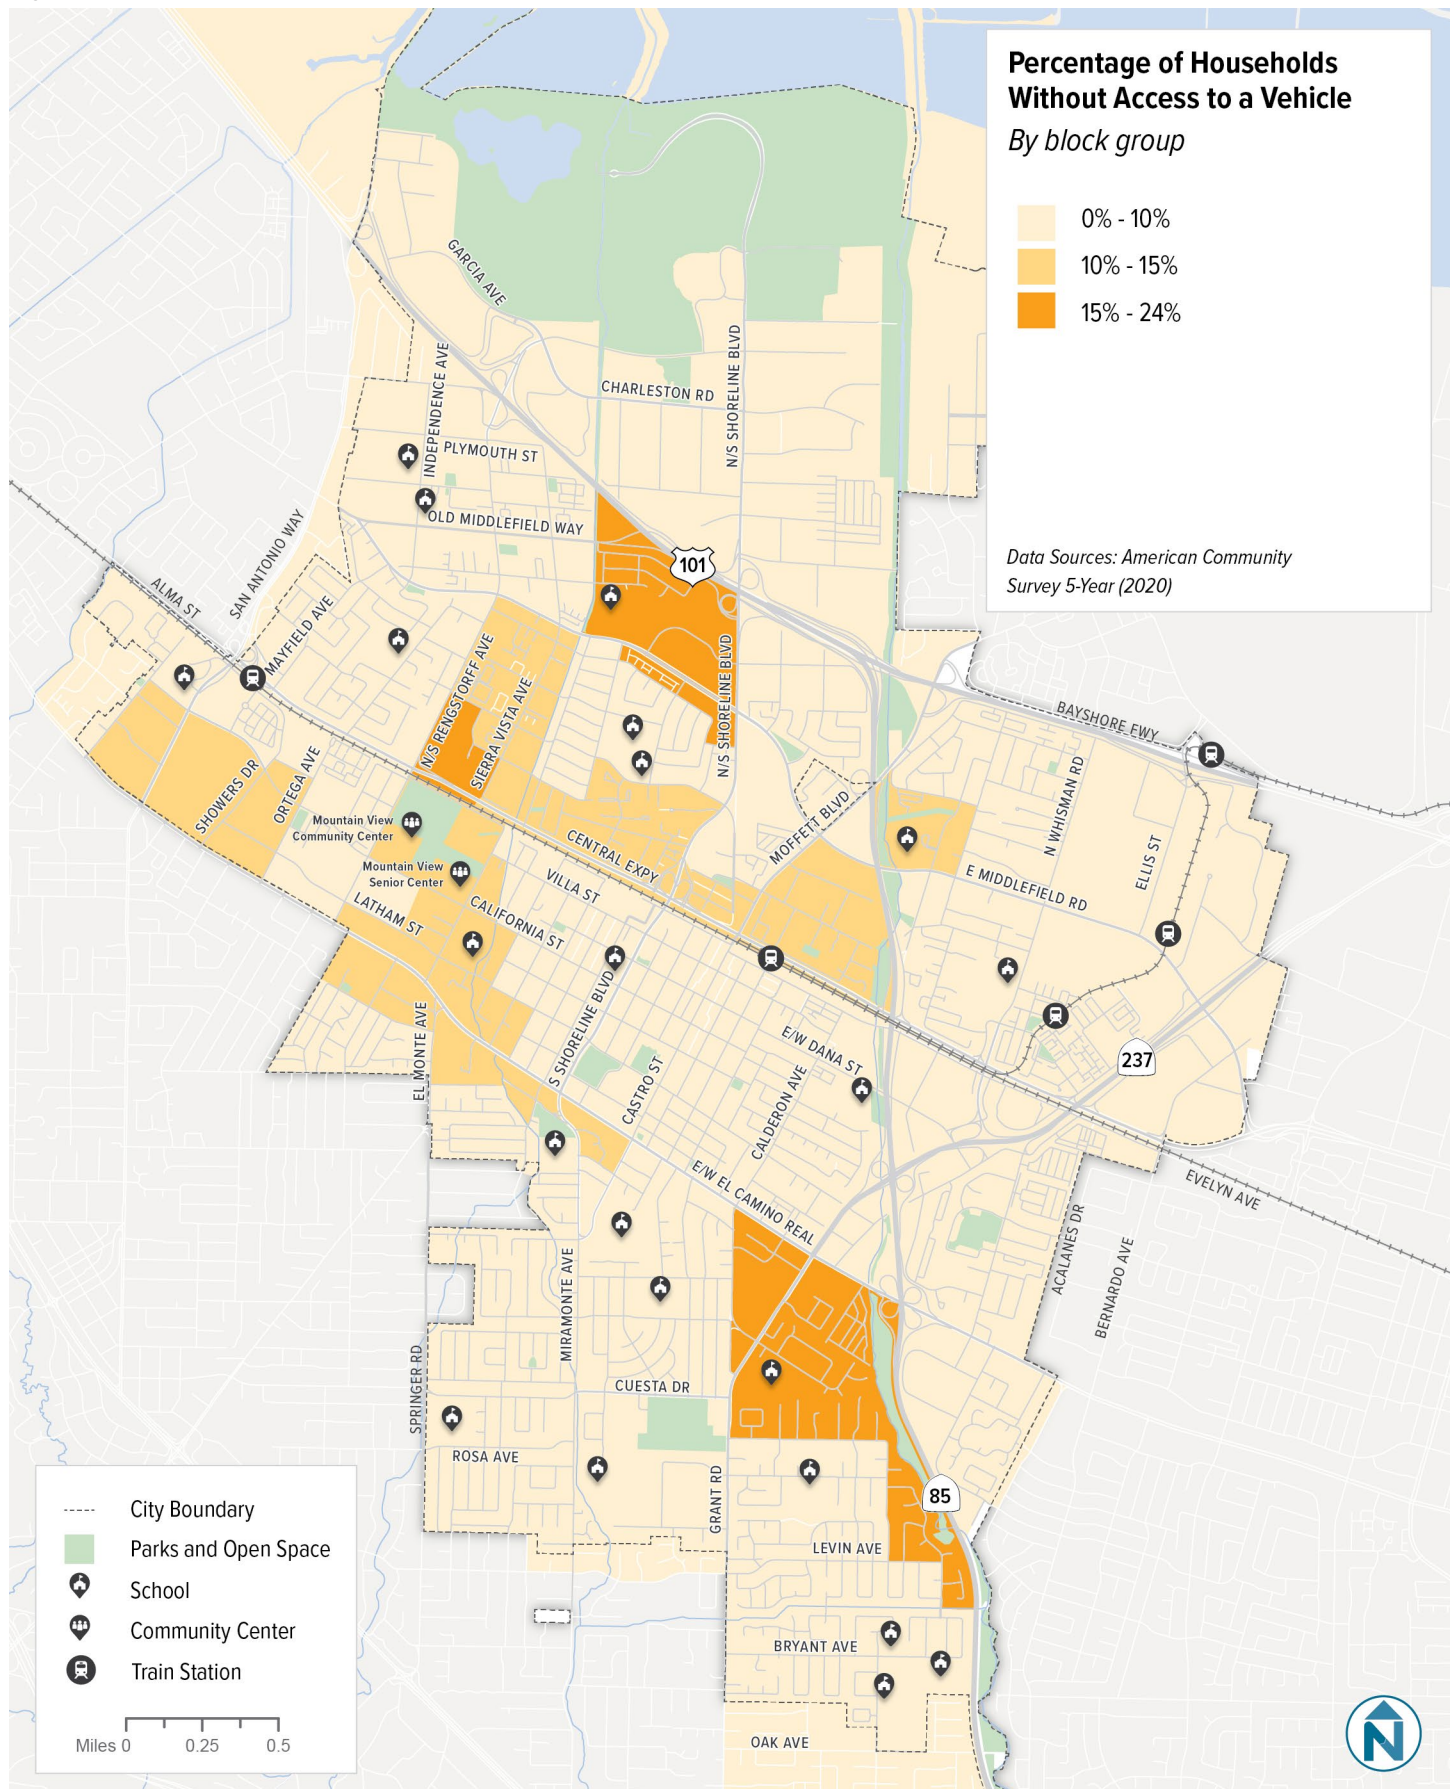 Percentage of Households
Without Access to a Vehicle
By block group
0% - 10%
10% - 15%
15% - 24%
Data Sources: American Community
Survey 5-Year (2020)
GARCIA AVE
INDEPENDENCE AVE
CHARLESTON RD
N/S SHORELINE BLVD
PLYMOUTH ST
OLD MIDDLEFIELD WAY
101
SAN ANTONIO WAY
ALMA ST
MAYFIELD AVE
N/S RENGSTORFF AVE
SIERRA VISTA AVE
N/S SHORELINE BLVD
BAYSHORE FWY
SHOWERS DR
ORTEGA AVE
Mountain View
Community Center
Mountain View
Senior Center
CENTRAL EXPY
MOFFETT BLVD
N WHISMAN RD
ELLIS ST
E MIDDLEFIELD RD
VILLA ST
LATHAM ST
CALIFORNIA ST
EL MONTE AVE
S SHORELINE BLVD
CASTRO ST
E/W DANA ST
CALDERON AVE
237
E/W EL CAMINO REAL
EVELYN AVE
ACALANES DR
BERNARDO AVE
MIRAMONTE AVE
SPRINGER RD
CUESTA DR
ROSA AVE
GRANT RD
85
LEVIN AVE
BRYANT AVE
OAK AVE
City Boundary
Parks and Open Space
School
Community Center
Train Station
Miles 0 0.25 0.5
N